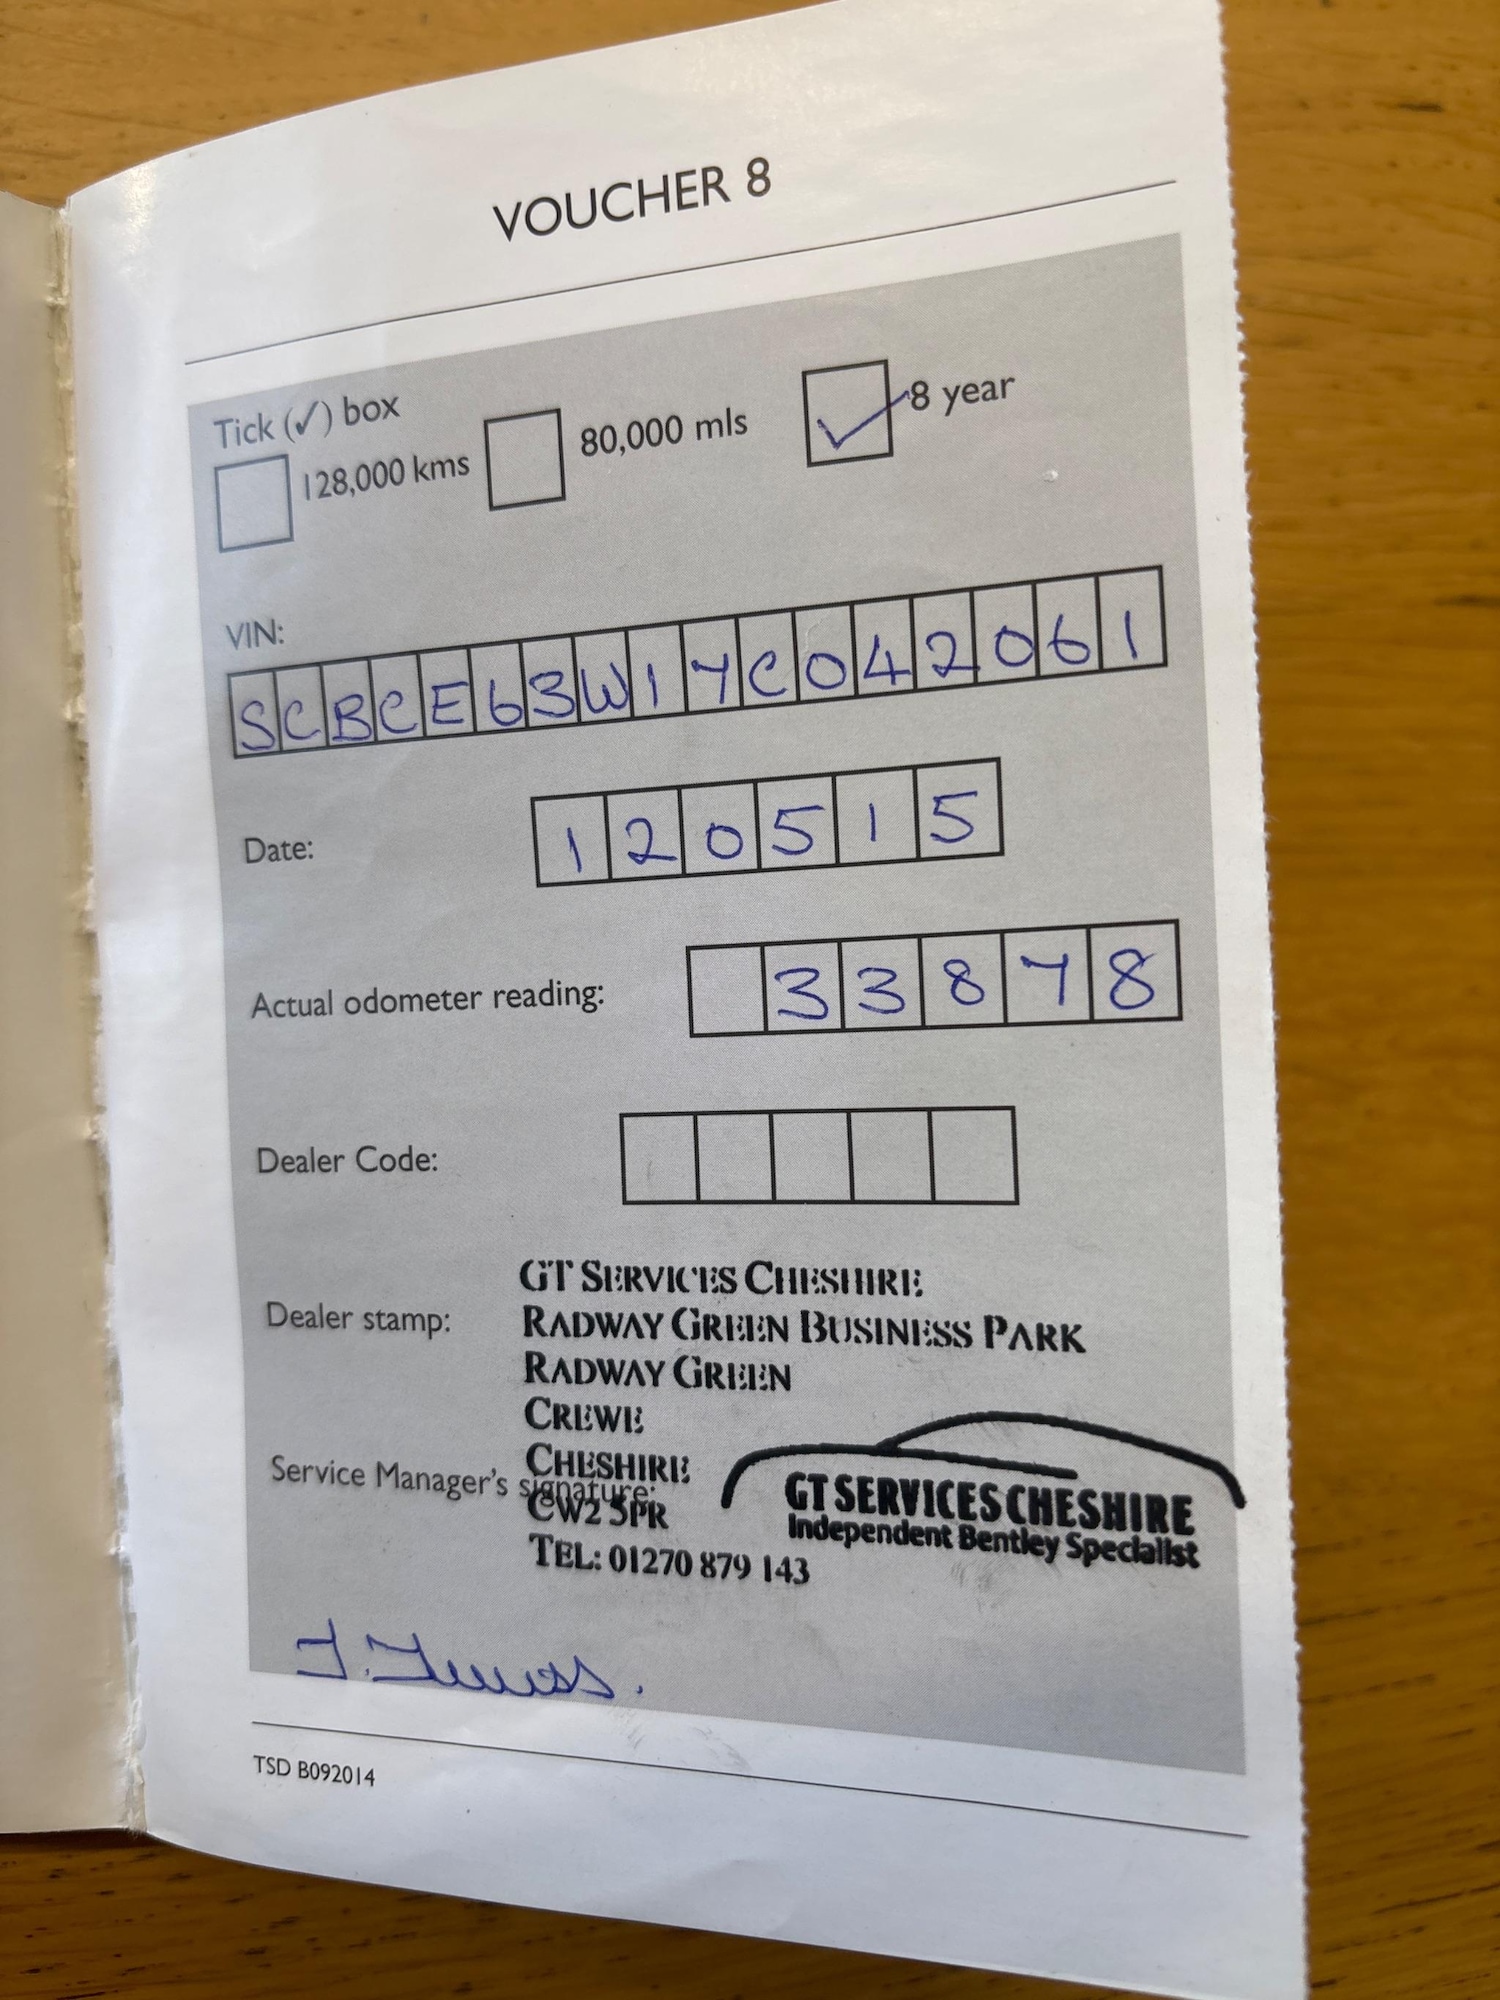 VOUCHER 8
Tick (✓) box
128,000 kms
80,000 mls
✓ 8 year
VIN:
SCBCE63W17C042061
Date: 120515
Actual odometer reading: 33878
Dealer Code:
Dealer stamp:
GT SERVICES CHESHIRE
RADWAY GREEN BUSINESS PARK
RADWAY GREEN
CREWE
CHESHIRE
CW2 5PR
TEL: 01270 879 143
Service Manager's signature:
GT SERVICES CHESHIRE
Independent Bentley Specialist
TSD B092014